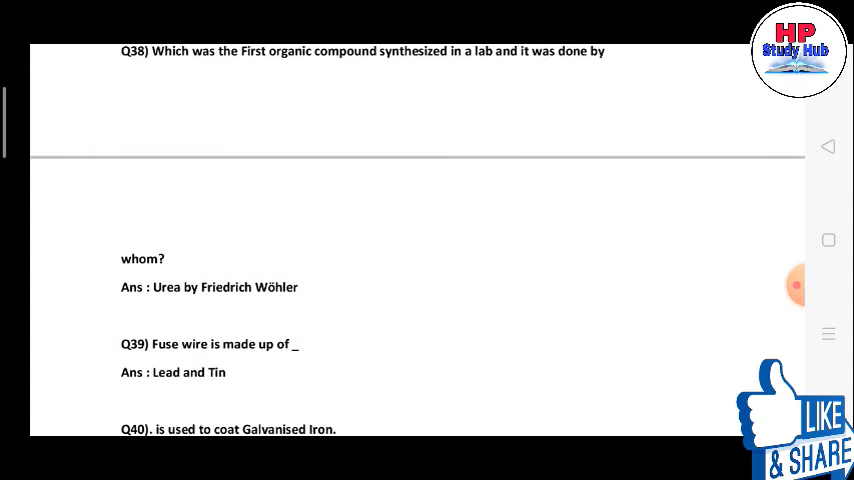 HP
Study Hub
Q38) Which was the First organic compound synthesized in a lab and it was done by
whom?
Ans : Urea by Friedrich Wöhler
Q39) Fuse wire is made up of _
Ans : Lead and Tin
Q40). is used to coat Galvanised Iron.
LIKE
& SHARE